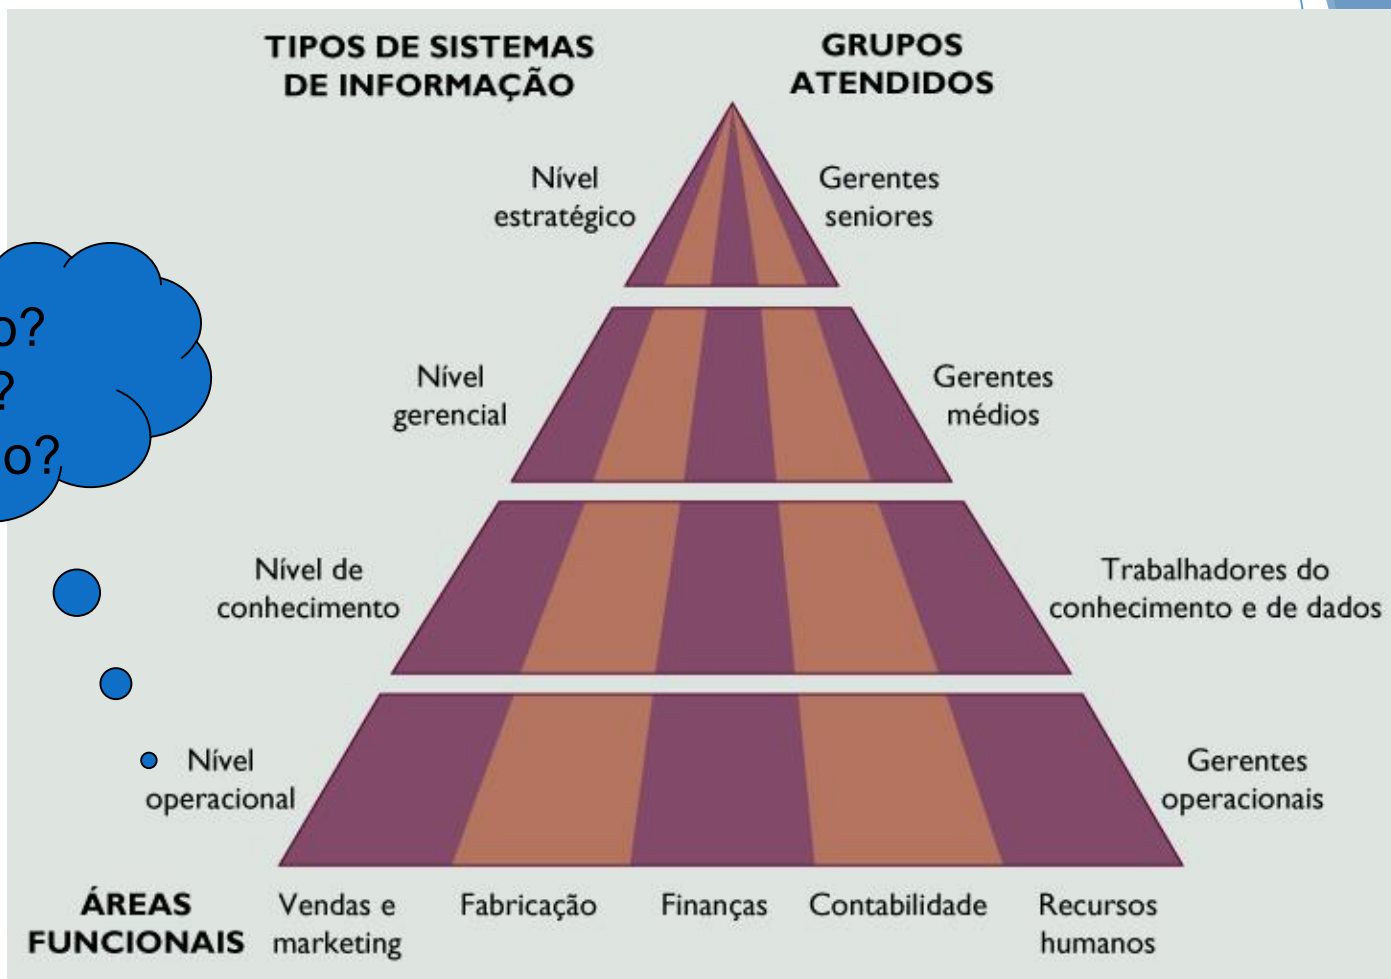 TIPOS DE SISTEMAS
DE INFORMAÇÃO
GRUPOS
ATENDIDOS
Nível
estratégico
Gerentes
seniores
o?
?
o?
Nível
gerencial
Gerentes
médios
Nível de
conhecimento
Trabalhadores do
conhecimento e de dados
Nível
operacional
Gerentes
operacionais
ÁREAS
FUNCIONAIS
Vendas e
marketing
Fabricação
Finanças
Contabilidade
Recursos
humanos